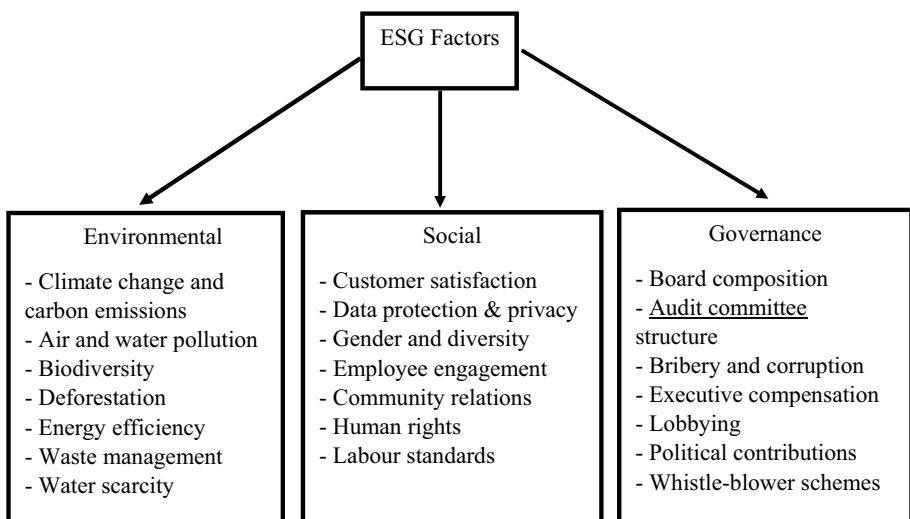 ESG Factors
Environmental
- Climate change and
carbon emissions
- Air and water pollution
- Biodiversity
- Deforestation
- Energy efficiency
- Waste management
- Water scarcity
Social
- Customer satisfaction
- Data protection & privacy
- Gender and diversity
- Employee engagement
- Community relations
- Human rights
- Labour standards
Governance
- Board composition
- Audit committee
structure
- Bribery and corruption
- Executive compensation
- Lobbying
- Political contributions
- Whistle-blower schemes